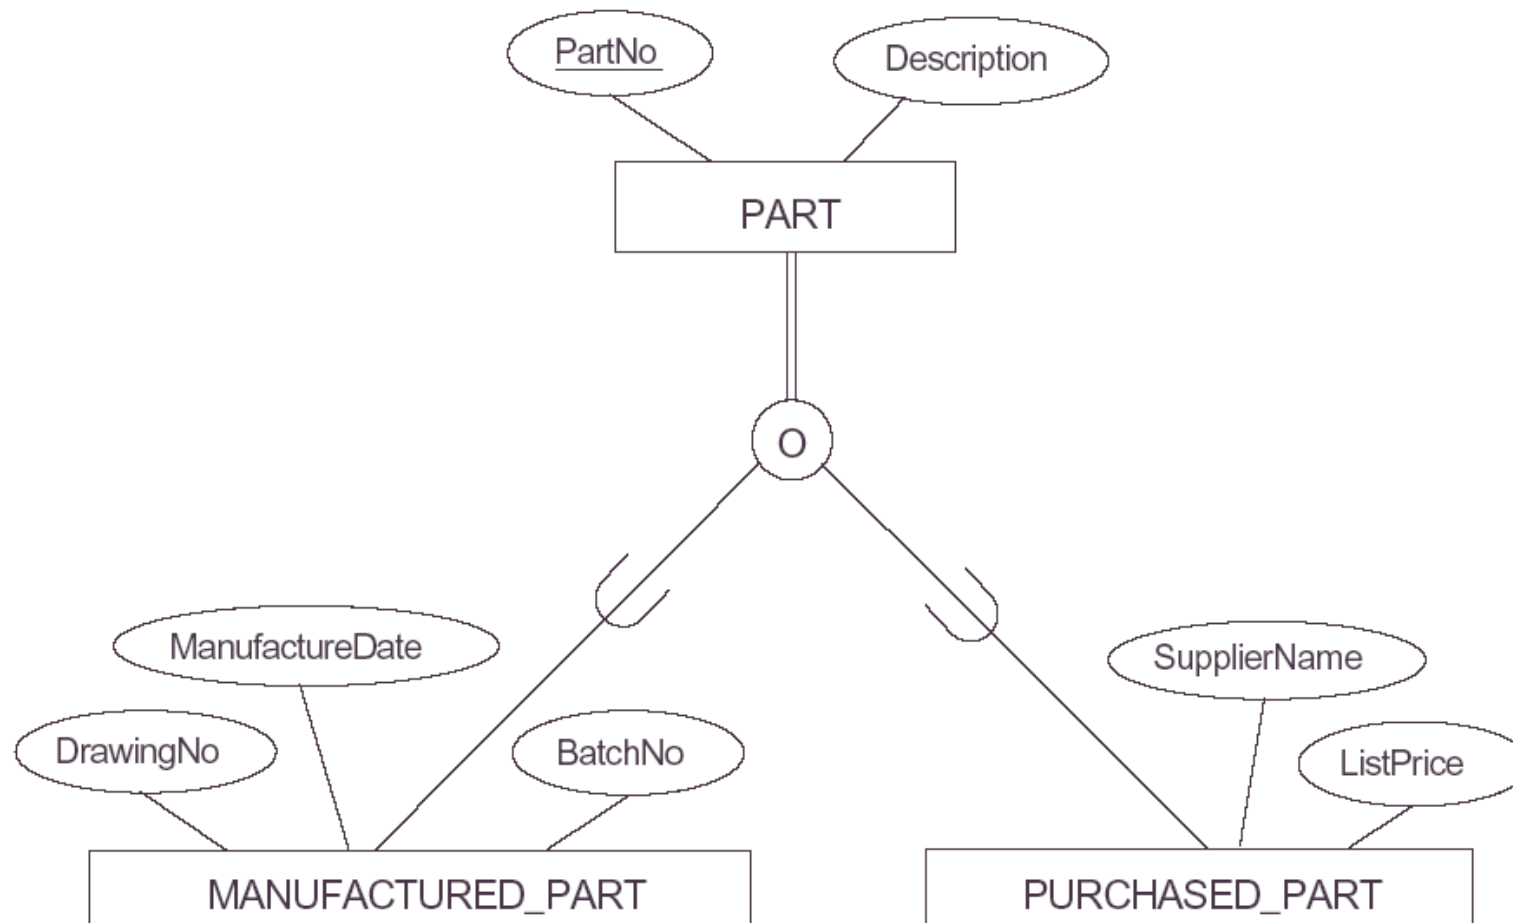 PartNo
Description
PART
O
ManufactureDate
SupplierName
DrawingNo
BatchNo
ListPrice
MANUFACTURED_PART
PURCHASED_PART